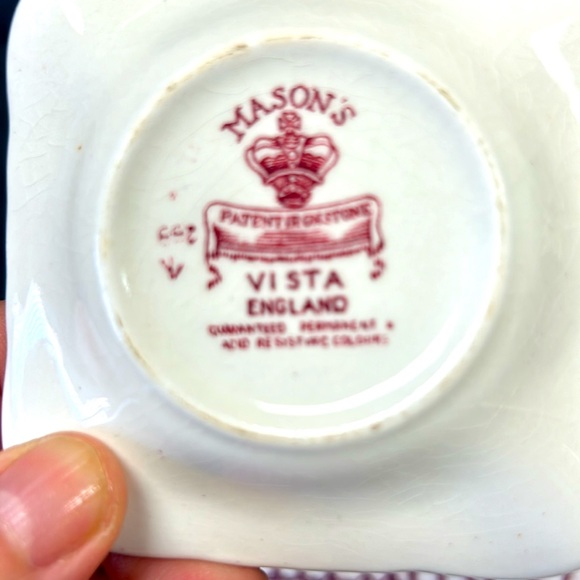 MASON'S
PATENT IRONSTONE
VISTA
ENGLAND
GUARANTEED PERMANENT &
ACID RESISTING COLOURS